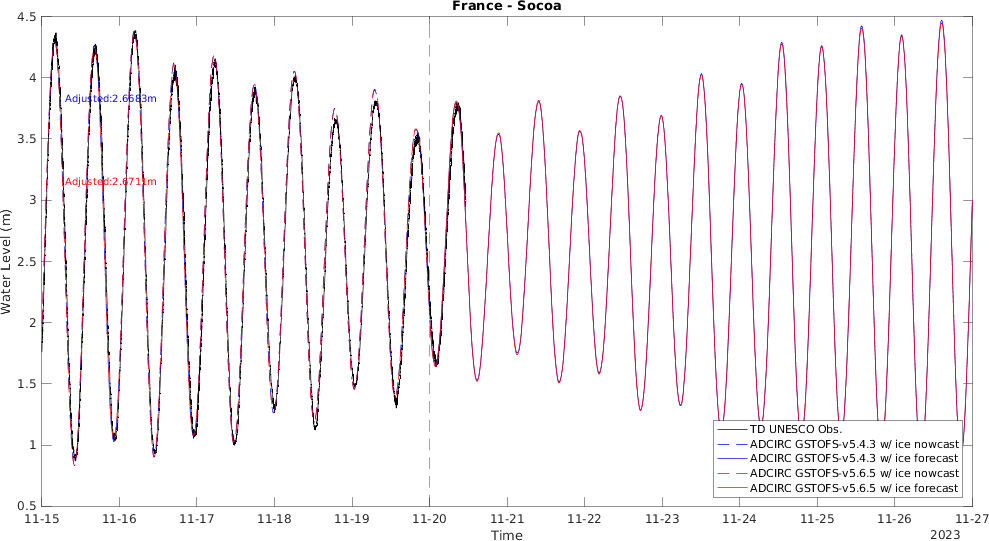 France - Socoa
4.5
4
3.5
3
2.5
2
1.5
1
0.5
Water Level (m)
Adjusted:2.6683m
Adjusted:2.6711m
TD UNESCO Obs.
ADCIRC GSTOFS-v5.4.3 w/ ice nowcast
ADCIRC GSTOFS-v5.4.3 w/ ice forecast
ADCIRC GSTOFS-v5.6.5 w/ ice nowcast
ADCIRC GSTOFS-v5.6.5 w/ ice forecast
11-15 11-16 11-17 11-18 11-19 11-20 11-21 11-22 11-23 11-24 11-25 11-26 11-27
Time
2023